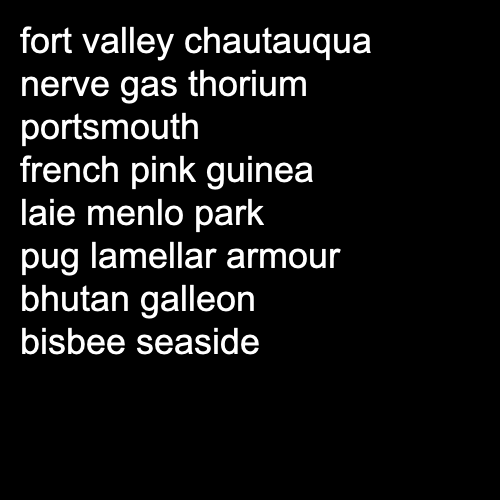 fort valley chautauqua
nerve gas thorium
portsmouth
french pink guinea
laie menlo park
pug lamellar armour
bhutan galleon
bisbee seaside